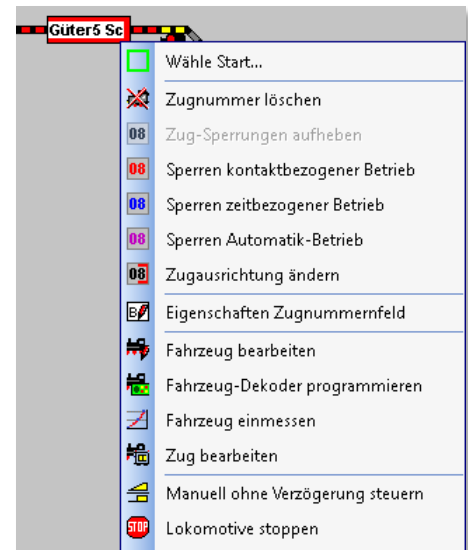 Güter5 Sc
Wähle Start...
Zugnummer löschen
08 Zug-Sperrungen aufheben
08 Sperren kontaktbezogener Betrieb
08 Sperren zeitbezogener Betrieb
08 Sperren Automatik-Betrieb
08 Zugausrichtung ändern
B Eigenschaften Zugnummernfeld
Fahrzeug bearbeiten
Fahrzeug-Dekoder programmieren
Fahrzeug einmessen
Zug bearbeiten
Manuell ohne Verzögerung steuern
STOP Lokomotive stoppen